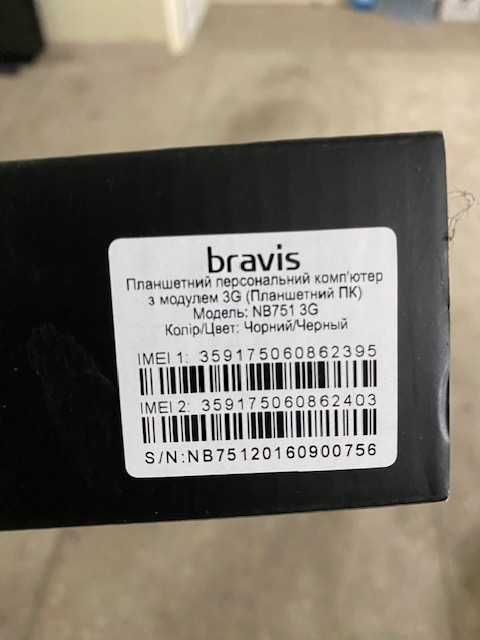 bravis
Планшетний персональний комп'ютер
з модулем 3G (Планшетний ПК)
Модель: NB751 3G
Колір/Цвет: Чорний/Черный
IMEI 1: 359175060862395
IMEI 2: 359175060862403
S/N:NB75120160900756